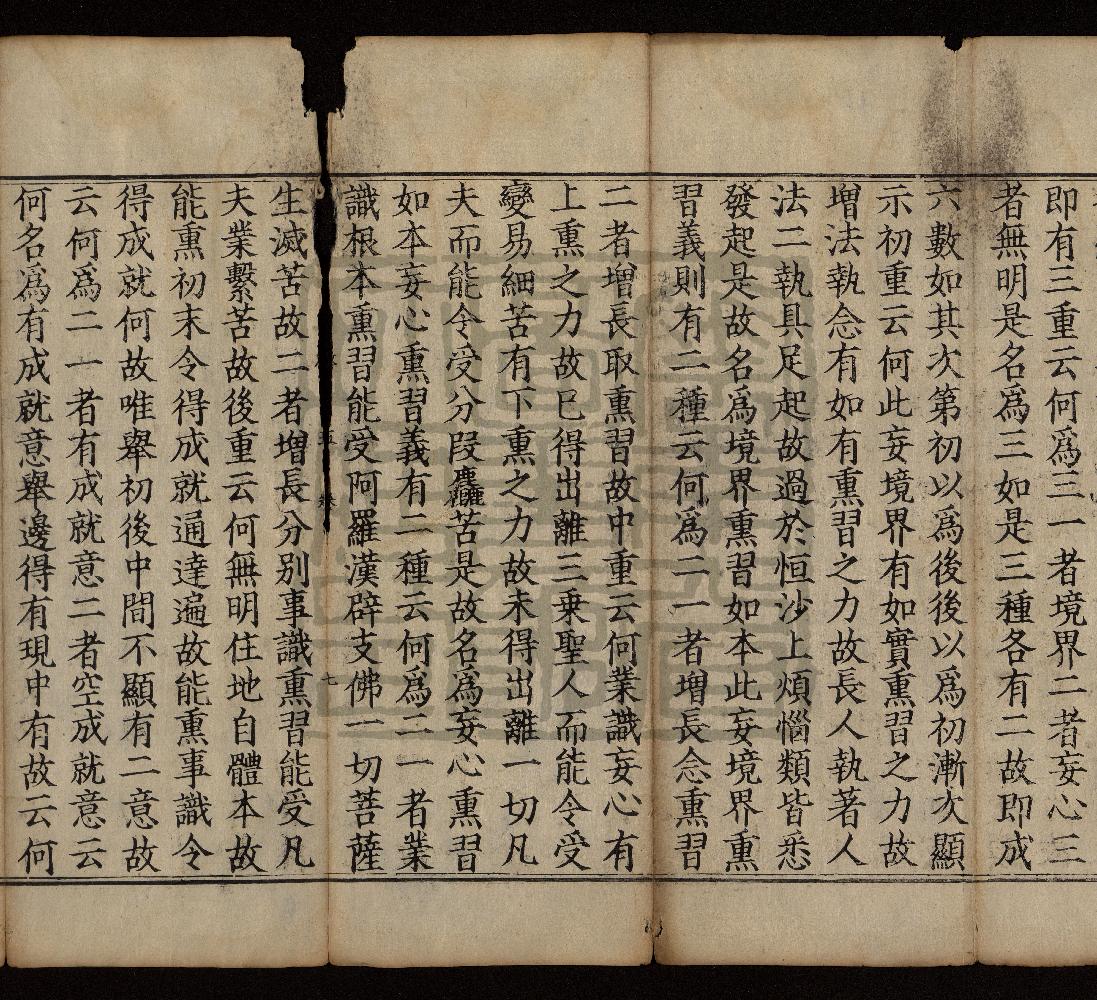 即有三重云何爲三一者境界二者妄心三
者無明是名爲三如是三種各有二故即成
六數如其次第初以爲後後以爲初漸次顯
示初重云何此妄境界有如實熏習之力故
增法執念有如有熏習之力故長人執著人
法二執具足起故過於恒沙上煩惱類皆悉
發起是故名爲境界熏習如本此妄境界熏
習義則有二種云何爲二一者增長念熏習
二者增長取熏習故中重云何業識妄心有
上熏之力故已得出離三乗聖人而能令受
變易細苦有下熏之力故未得出離一切凡
夫而能令受分段麤苦是故名爲妄心熏習
如本妄心熏習義有二種云何爲二一者業
識根本熏習能受阿羅漢辟支佛一切菩薩
五 卷 七
生滅苦故二者增長分别事識熏習能受凡
夫業繫苦故後重云何無明住地自體本故
能熏初末令得成就通達遍故能熏事識令
得成就何故唯舉初後中間不顯有二意故
云何爲二一者有成就意二者空成就意云
何名爲有成就意舉邊得有現中有故云何